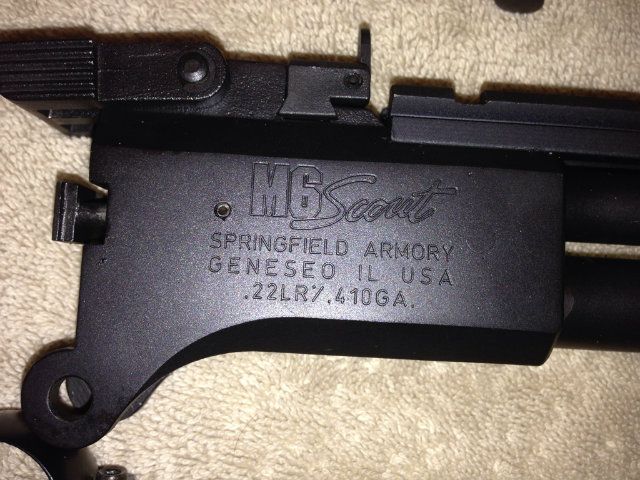 M6 Scout
SPRINGFIELD ARMORY
GENESEO IL USA
.22LR/.410GA.